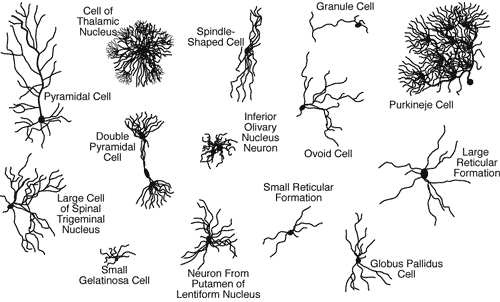 Cell of
Thalamic
Nucleus
Spindle-
Shaped Cell
Granule Cell
Pyramidal Cell
Purkineje Cell
Double
Pyramidal
Cell
Inferior
Olivary
Nucleus
Neuron
Ovoid Cell
Large
Reticular
Formation
Large Cell
of Spinal
Trigeminal
Nucleus
Small Reticular
Formation
Small
Gelatinosa Cell
Neuron From
Putamen of
Lentiform Nucleus
Globus Pallidus
Cell